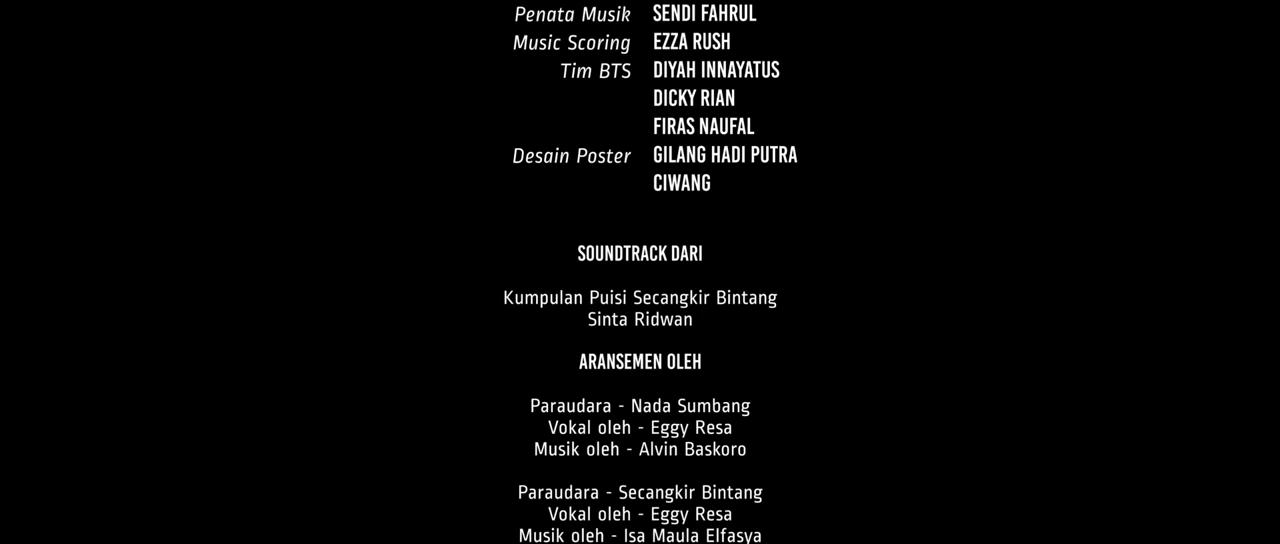 Penata Musik SENDI FAHRUL
Music Scoring EZZA RUSH
Tim BTS DIYAH INNAYATUS
DICKY RIAN
FIRAS NAUFAL
Desain Poster GILANG HADI PUTRA
CIWANG
SOUNDTRACK DARI
Kumpulan Puisi Secangkir Bintang
Sinta Ridwan
ARANSEMEN OLEH
Paraudara - Nada Sumbang
Vokal oleh - Eggy Resa
Musik oleh - Alvin Baskoro
Paraudara - Secangkir Bintang
Vokal oleh - Eggy Resa
Musik oleh - Isa Maula Elfasya